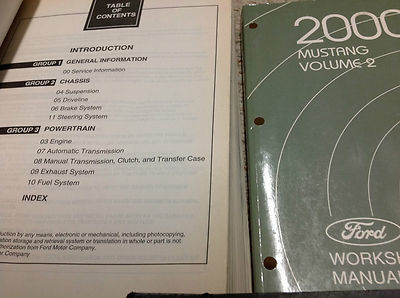 TABLE
OF
CONTENTS
INTRODUCTION
GROUP 1 GENERAL INFORMATION
00 Service Information
GROUP 2 CHASSIS
04 Suspension
05 Driveline
06 Brake System
11 Steering System
GROUP 3 POWERTRAIN
03 Engine
07 Automatic Transmission
08 Manual Transmission, Clutch, and Transfer Case
09 Exhaust System
10 Fuel System
INDEX
duction by any means, electronic or mechanical, including photocopying,
ation storage and retrieval system or translation in whole or part is not
horization from Ford Motor Company.
or Company
2000
MUSTANG
VOLUME 2
Ford
WORKSH
MANUA